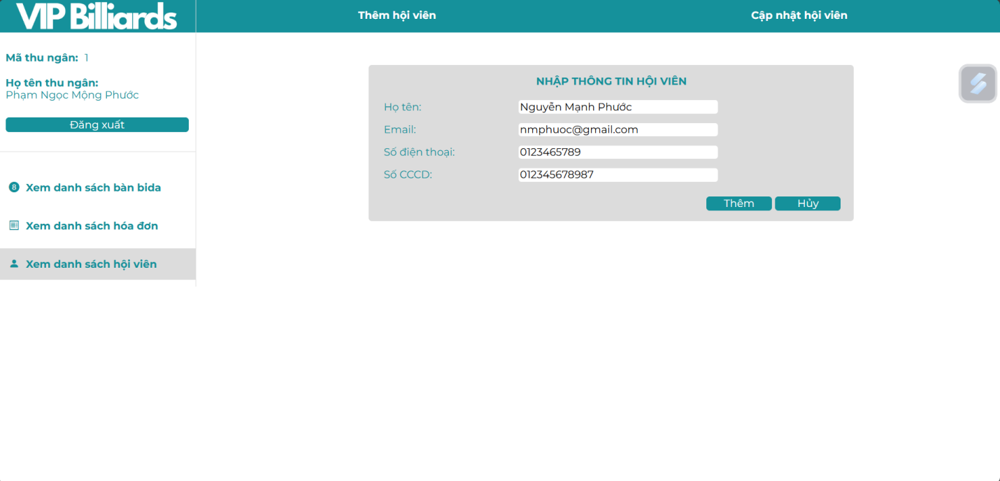 VIP Billiards
Thêm hội viên
Cập nhật hội viên
Mã thu ngân: 1
Họ tên thu ngân:
Phạm Ngọc Mộng Phước
Đăng xuất
8 Xem danh sách bàn bida
Xem danh sách hóa đơn
Xem danh sách hội viên
NHẬP THÔNG TIN HỘI VIÊN
Họ tên: Nguyễn Mạnh Phước
Email: nmphuoc@gmail.com
Số điện thoại: 0123465789
Số CCCD: 012345678987
Thêm Hủy